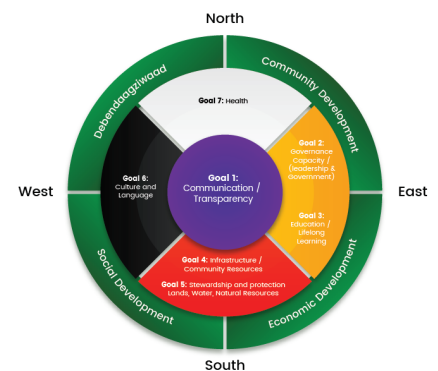 North
Debendaagziwaad
Community Development
Goal 7: Health
Goal 2:
Governance
Capacity /
(leadership &
Government)
Goal 6:
Culture and
Language
Goal 1:
Communication /
Transparency
West
East
Goal 3:
Education /
Lifelong
Learning
Goal 4: Infrastructure /
Community Resources
Goal 5: Stewardship and protection
Lands, Water, Natural Resources
Social Development
Economic Development
South